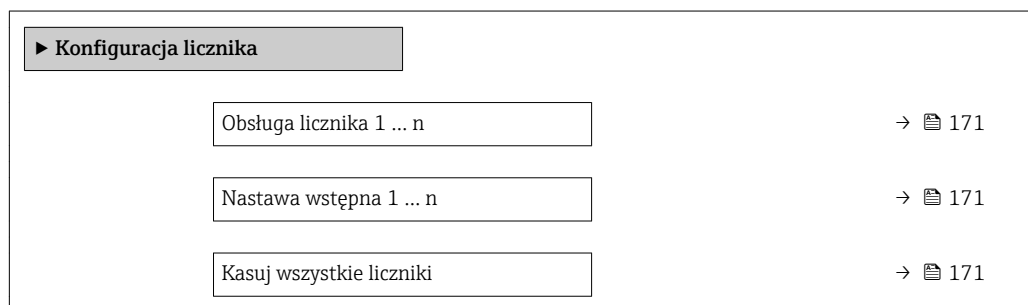 ▶ Konfiguracja licznika
Obsługa licznika 1 … n → 171
Nastawa wstępna 1 … n → 171
Kasuj wszystkie liczniki → 171